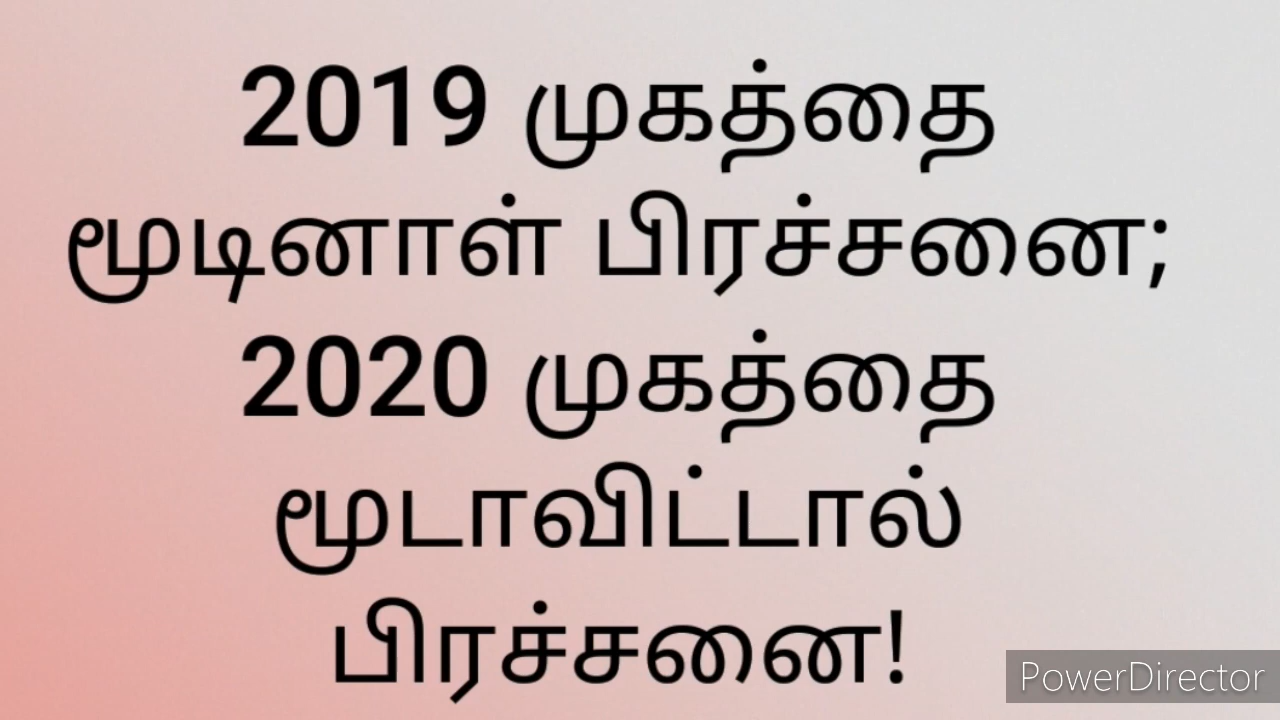 2019 முகத்தை
மூடினாள் பிரச்சனை;
2020 முகத்தை
மூடாவிட்டால்
பிரச்சனை!
PowerDirector